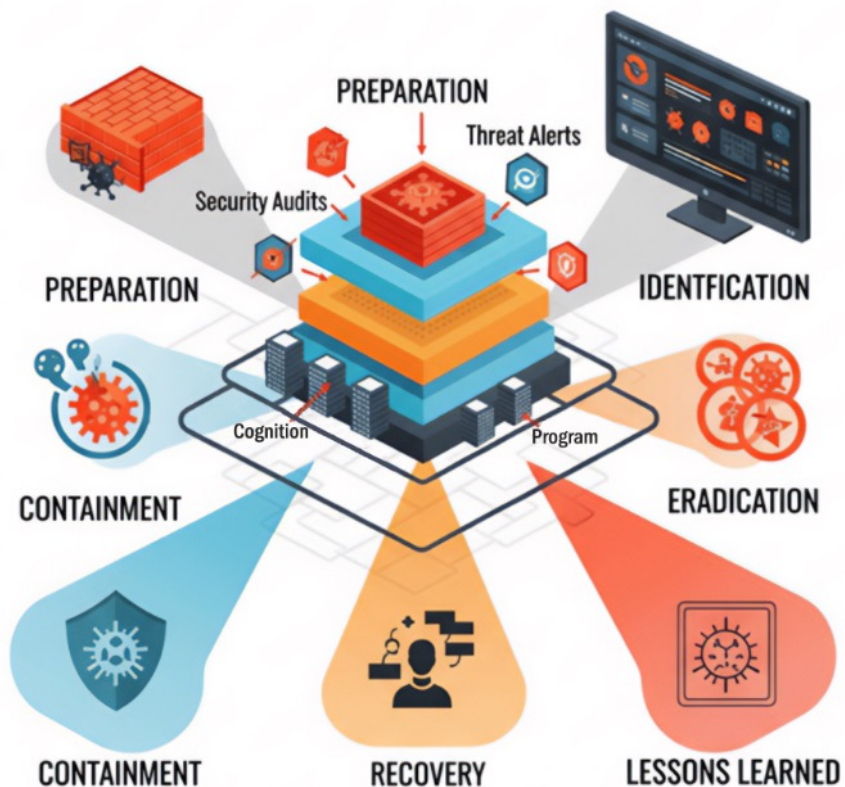 PREPARATION
Threat Alerts
Security Audits
PREPARATION
IDENTFICATION
Cognition
Program
CONTAINMENT
ERADICATION
CONTAINMENT
RECOVERY
LESSONS LEARNED